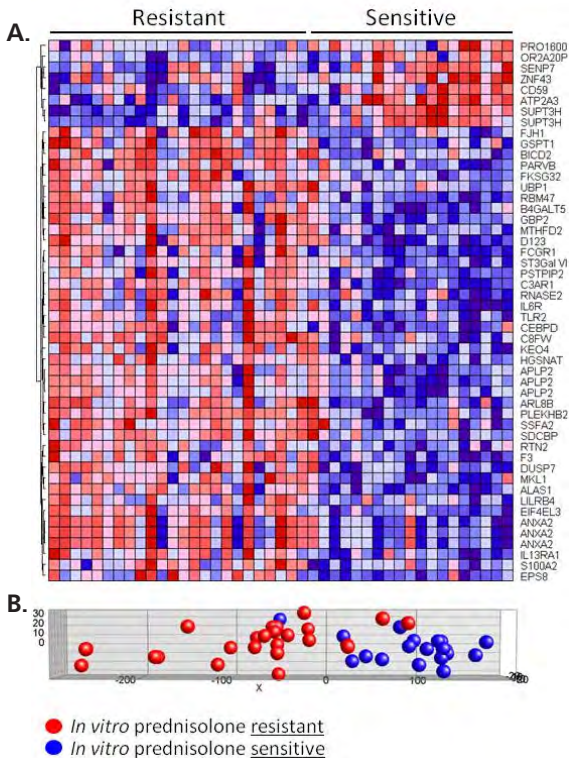 Resistant Sensitive
A.
PRO1600
OR2A20P
SENP7
ZNF43
CD59
ATP2A3
SUPT3H
SUPT3H
FJH1
GSPT1
BICD2
PARVB
FKSG32
UBP1
RBM47
B4GALT5
GBP2
MTHFD2
D123
FCGR1
ST3Gal VI
PSTPIP2
C3AR1
RNASE2
IL6R
TLR2
CEBPD
C8FW
KEO4
HGSNAT
APLP2
APLP2
APLP2
ARL8B
PLEKHB2
SSFA2
SDCBP
RTN2
F3
DUSP7
MKL1
ALAS1
LILRB4
EIF4EL3
ANXA2
ANXA2
ANXA2
IL13RA1
S100A2
EPS8
B.
30
20
10
0
-200 -100 0 100
X
In vitro prednisolone resistant
In vitro prednisolone sensitive